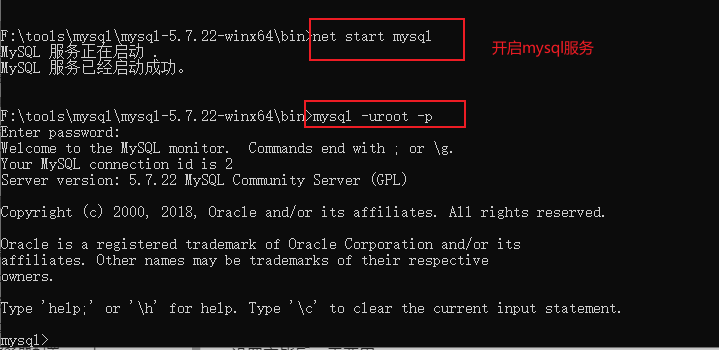 F:\tools\mysql\mysql-5.7.22-winx64\bin>net start mysql
开启mysql服务
MySQL 服务正在启动 .
MySQL 服务已经启动成功。
F:\tools\mysql\mysql-5.7.22-winx64\bin>mysql -uroot -p
Enter password:
Welcome to the MySQL monitor.  Commands end with ; or \g.
Your MySQL connection id is 2
Server version: 5.7.22 MySQL Community Server (GPL)
Copyright (c) 2000, 2018, Oracle and/or its affiliates. All rights reserved.
Oracle is a registered trademark of Oracle Corporation and/or its
affiliates. Other names may be trademarks of their respective
owners.
Type 'help;' or '\h' for help. Type '\c' to clear the current input statement.
mysql>